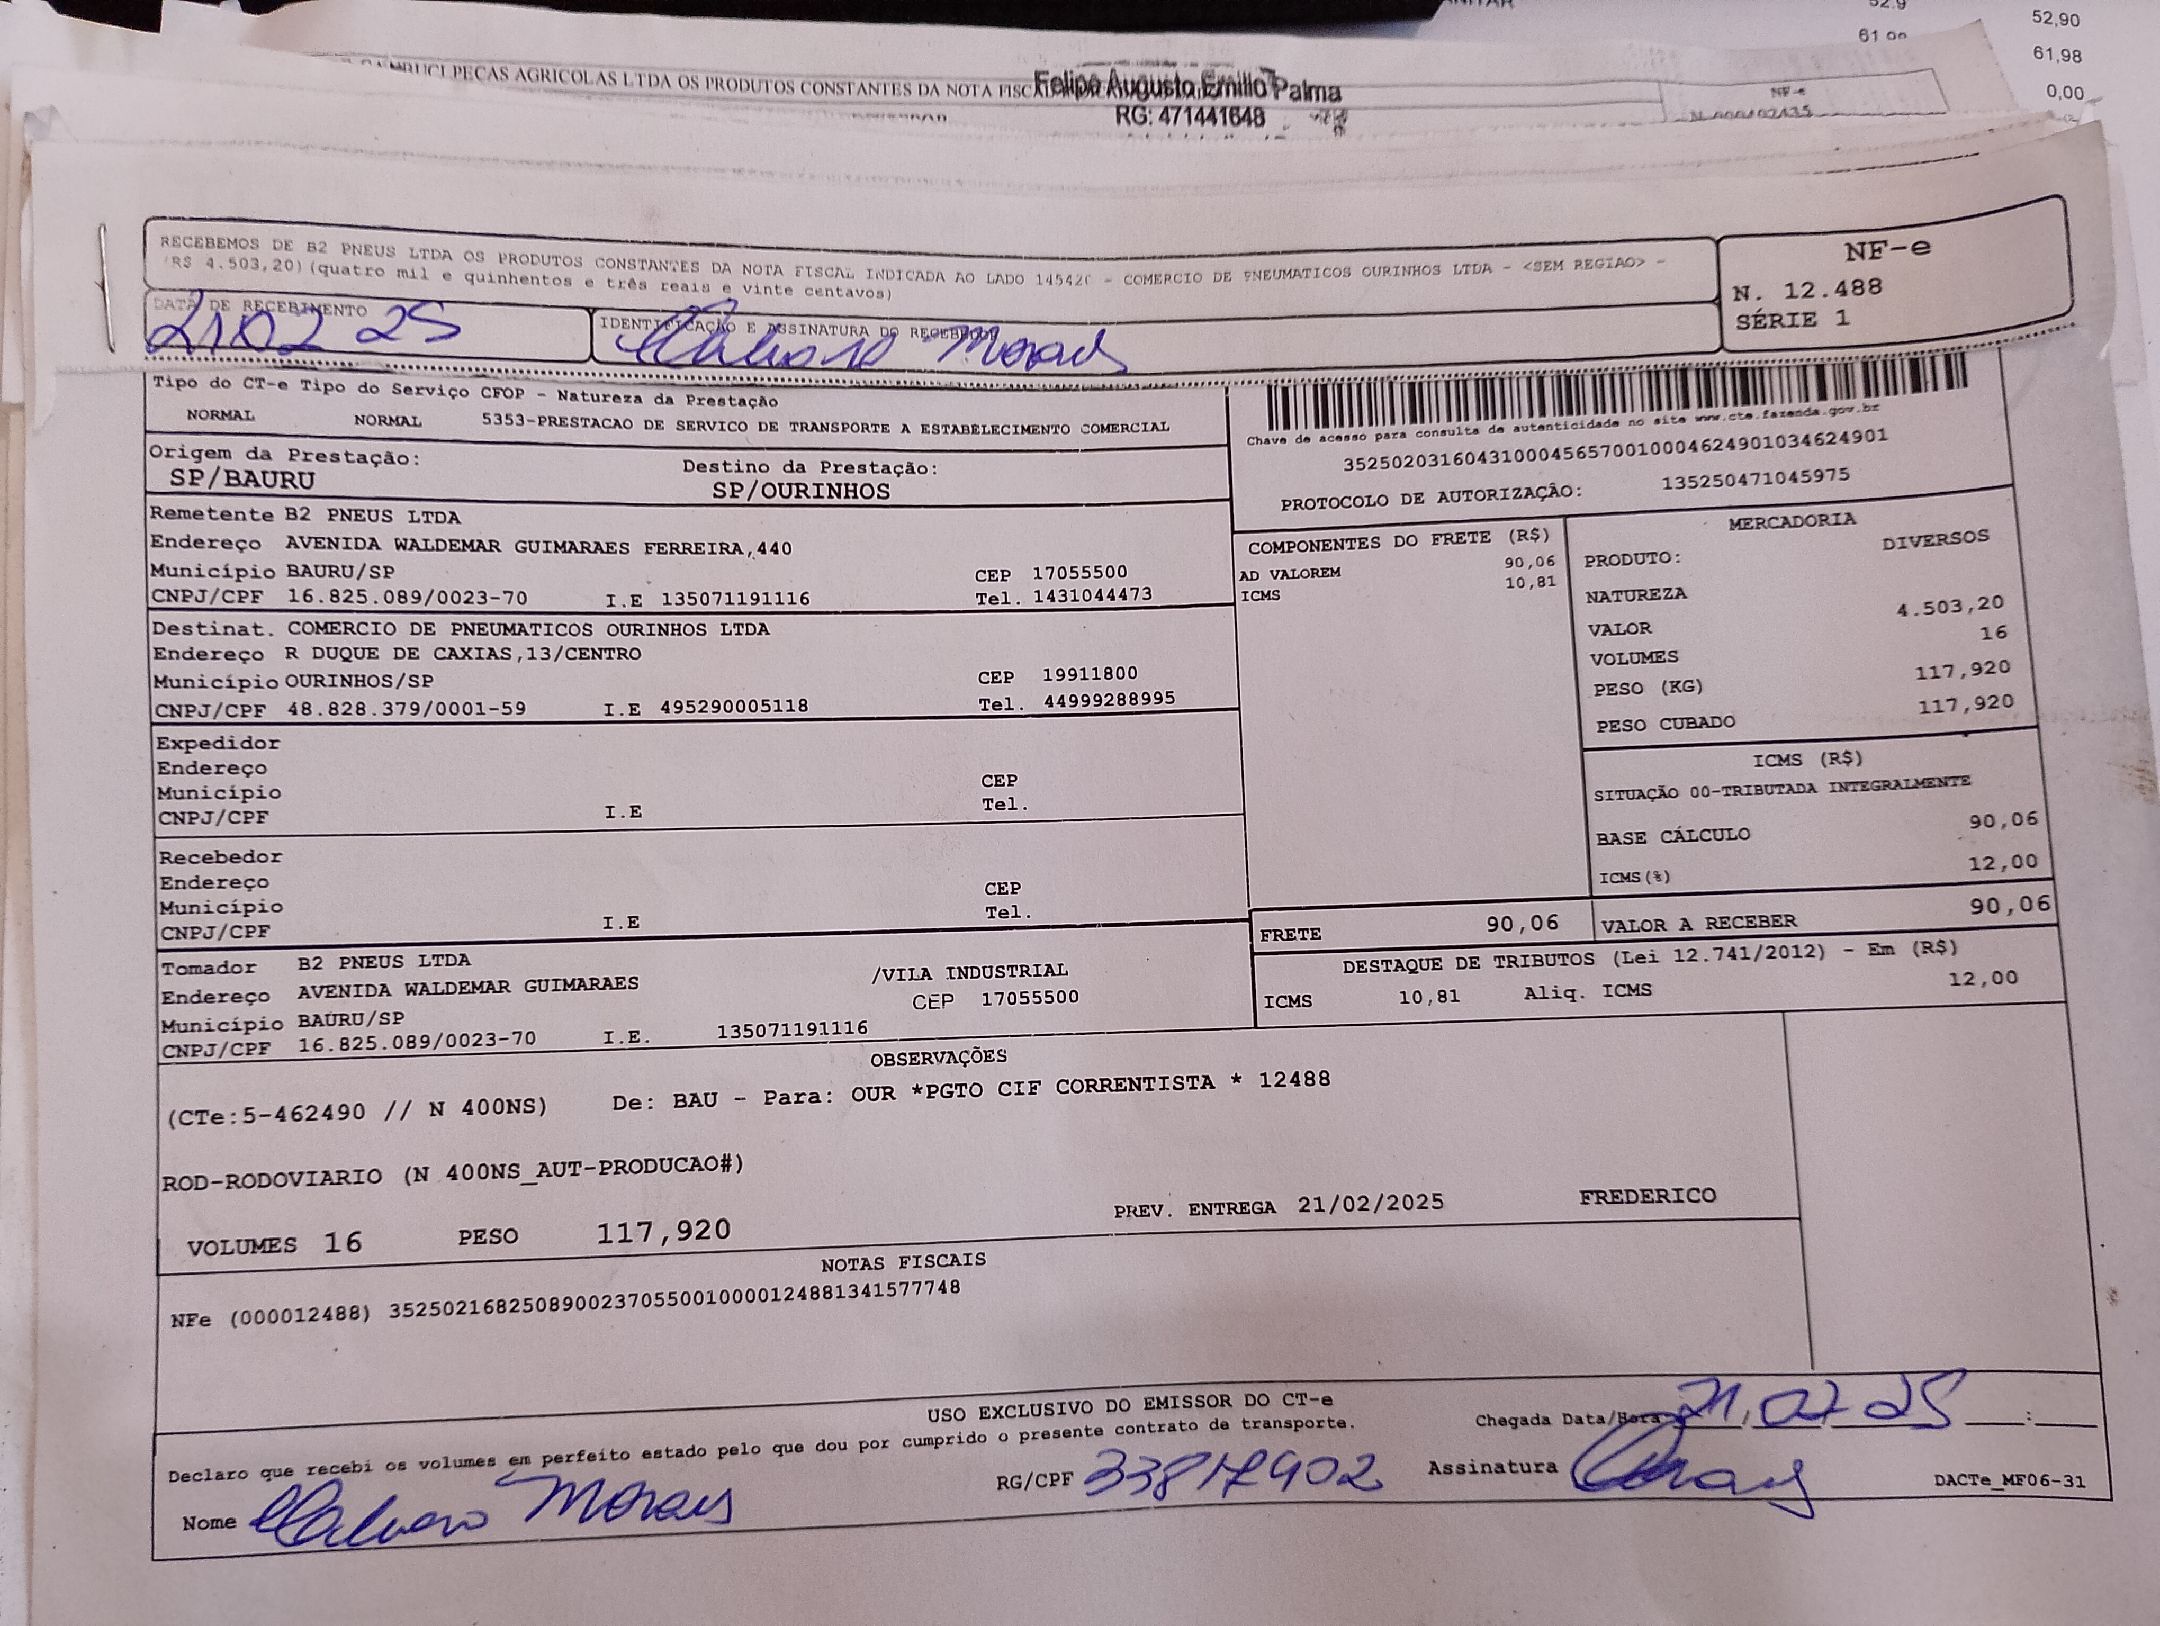 52,9
52,90
61,98
0,00
PEÇAS AGRICOLAS LTDA OS PRODUTOS CONSTANTES DA NOTA
Felipe Augusto Emilio Palma
RG: 471441648
NF-e
RECEBEMOS DE B2 PNEUS LTDA OS PRODUTOS CONSTANTES DA NOTA FISCAL INDICADA AO LADO 145420 - COMERCIO DE PNEUMATICOS OURINHOS LTDA - <SEM REGIAO> -
(R$ 4.503,20)(quatro mil e quinhentos e três reais e vinte centavos)
NF-e
N. 12.488
SÉRIE 1
DATA DE RECEBIMENTO
21 02 25
IDENTIFICAÇÃO E ASSINATURA DO RECEBEDOR
Moraes
Tipo do CT-e Tipo do Serviço CFOP - Natureza da Prestação
NORMAL NORMAL 5353-PRESTACAO DE SERVICO DE TRANSPORTE A ESTABELECIMENTO COMERCIAL
Chave de acesso para consulta de autenticidade no site www.cte.fazenda.gov.br
35250203160431000456570010004624901034624901
PROTOCOLO DE AUTORIZAÇÃO: 135250471045975
Origem da Prestação: Destino da Prestação:
SP/BAURU SP/OURINHOS
Remetente B2 PNEUS LTDA
Endereço AVENIDA WALDEMAR GUIMARAES FERREIRA,440
Município BAURU/SP CEP 17055500
CNPJ/CPF 16.825.089/0023-70 I.E 135071191116 Tel. 1431044473
Destinat. COMERCIO DE PNEUMATICOS OURINHOS LTDA
Endereço R DUQUE DE CAXIAS,13/CENTRO
Município OURINHOS/SP CEP 19911800
CNPJ/CPF 48.828.379/0001-59 I.E 495290005118 Tel. 44999288995
Expedidor
Endereço
Município CEP
CNPJ/CPF I.E Tel.
Recebedor
Endereço
Município CEP
CNPJ/CPF I.E Tel.
Tomador B2 PNEUS LTDA
Endereço AVENIDA WALDEMAR GUIMARAES /VILA INDUSTRIAL
Município BAURU/SP CEP 17055500
CNPJ/CPF 16.825.089/0023-70 I.E. 135071191116
COMPONENTES DO FRETE (R$)
AD VALOREM 90,06
ICMS 10,81
MERCADORIA
PRODUTO: DIVERSOS
NATUREZA
VALOR 4.503,20
VOLUMES 16
PESO (KG) 117,920
PESO CUBADO 117,920
ICMS (R$)
SITUAÇÃO 00-TRIBUTADA INTEGRALMENTE
BASE CÁLCULO 90,06
ICMS(%) 12,00
FRETE 90,06 VALOR A RECEBER 90,06
DESTAQUE DE TRIBUTOS (Lei 12.741/2012) - Em (R$)
ICMS 10,81 Aliq. ICMS 12,00
OBSERVAÇÕES
(CTe:5-462490 // N 400NS) De: BAU - Para: OUR *PGTO CIF CORRENTISTA * 12488
ROD-RODOVIARIO (N 400NS_AUT-PRODUCAO#)
PREV. ENTREGA 21/02/2025 FREDERICO
VOLUMES 16 PESO 117,920
NOTAS FISCAIS
NFe (000012488) 35250216825089002370550010000124881341577748
USO EXCLUSIVO DO EMISSOR DO CT-e
Declaro que recebi os volumes em perfeito estado pelo que dou por cumprido o presente contrato de transporte.
Chegada Data/Hora 21/02 25 :
Nome Moraes RG/CPF 33817902 Assinatura
DACTe_MF06-31